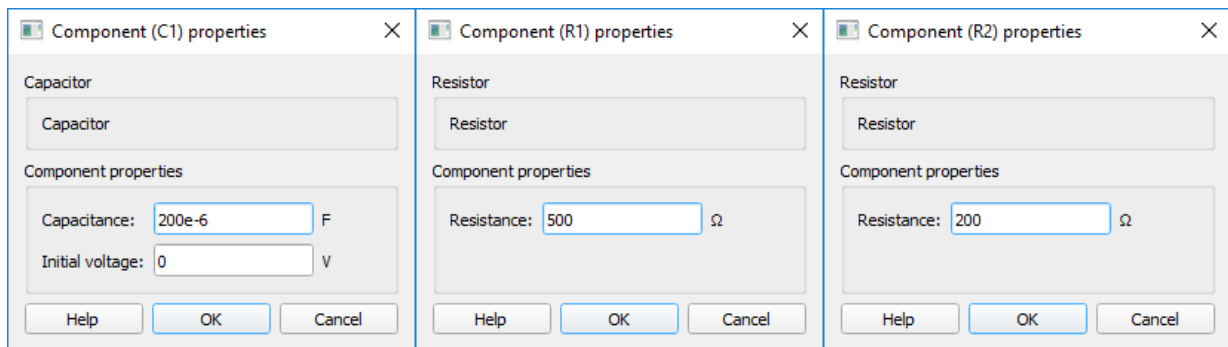 Component (C1) properties
Capacitor
Capacitor
Component properties
Capacitance: 200e-6 F
Initial voltage: 0 V
Help OK Cancel
Component (R1) properties
Resistor
Resistor
Component properties
Resistance: 500 Ω
Help OK Cancel
Component (R2) properties
Resistor
Resistor
Component properties
Resistance: 200 Ω
Help OK Cancel